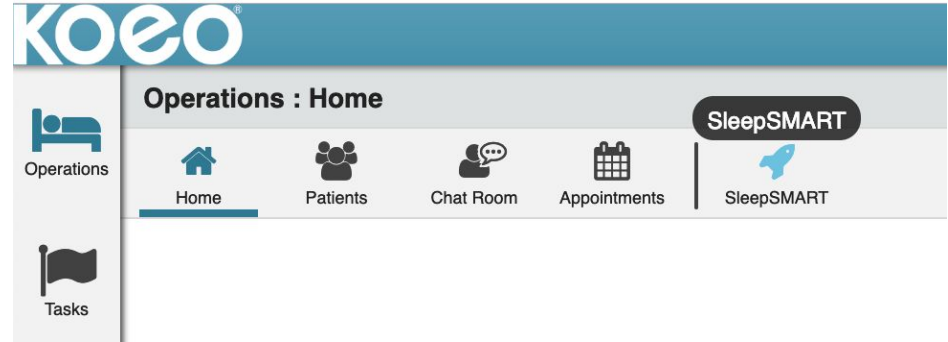 KOEO®
Operations : Home
SleepSMART
Operations
Home
Patients
Chat Room
Appointments
SleepSMART
Tasks